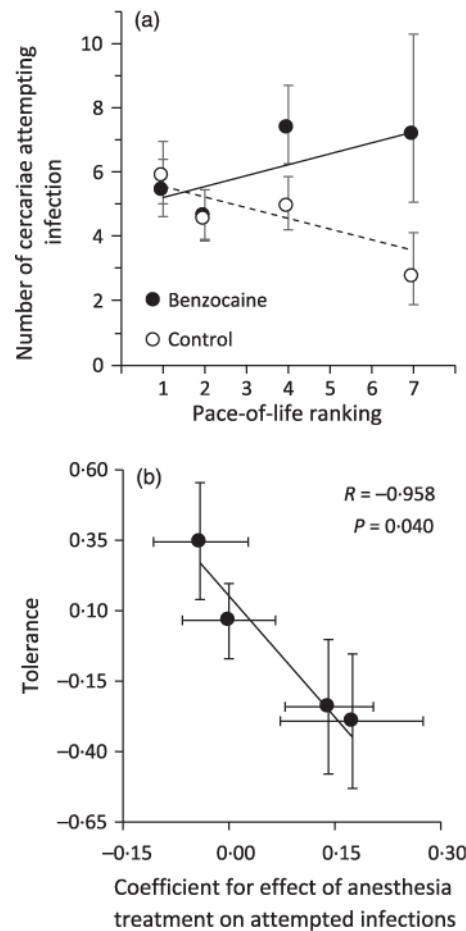 (a)
10
8
6
4
2
0
Number of cercariae attempting
infection
Benzocaine
Control
1 2 3 4 5 6 7
Pace-of-life ranking
(b)
R = −0·958
P = 0·040
0·60
0·35
0·10
−0·15
−0·40
−0·65
Tolerance
−0·15 0·00 0·15 0·30
Coefficient for effect of anesthesia
treatment on attempted infections